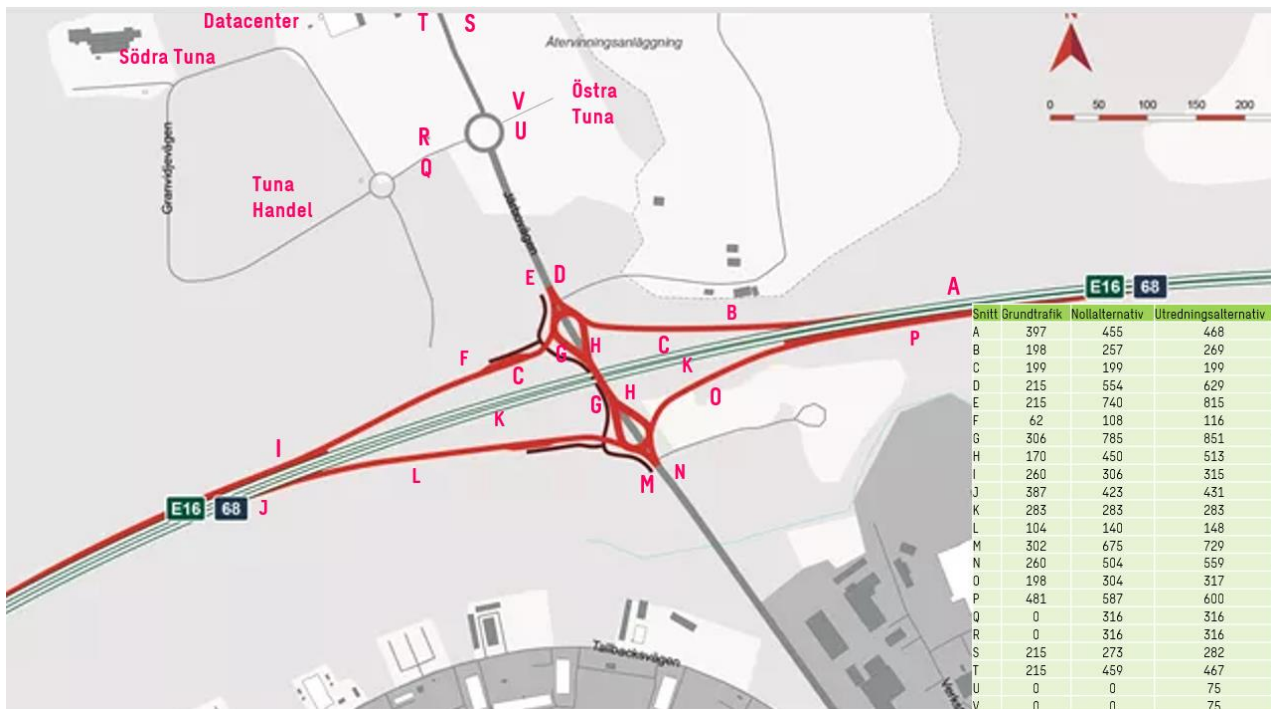 Datacenter
T S
Södra Tuna
Återvinningsanläggning
N
0 50 100 150 200
V
Östra
Tuna
U
R
Q
Granvidjevägen
Tuna
Handel
Järbovägen
E D
A
E16 68
B
C
P
F
G H
C
K
H
O
G
K
I
L
N
M
E16 68
J
Tallbacksvägen
Snitt Grundtrafik Nollalternativ Utredningsalternativ
A 397 455 468
B 198 257 269
C 199 199 199
D 215 554 629
E 215 740 815
F 62 108 116
G 306 785 851
H 170 450 513
I 260 306 315
J 387 423 431
K 283 283 283
L 104 140 148
M 302 675 729
N 260 504 559
O 198 304 317
P 481 587 600
Q 0 316 316
R 0 316 316
S 215 273 282
T 215 459 467
U 0 0 75
V 0 0 75